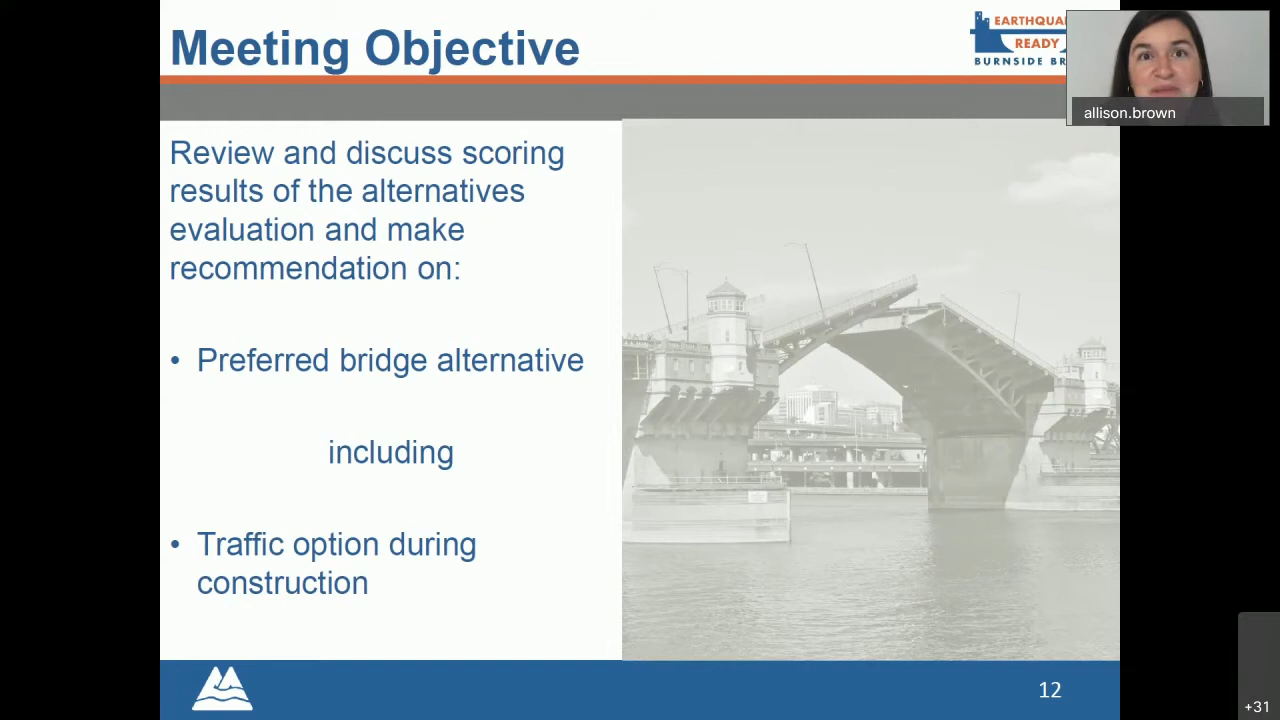 Meeting Objective
EARTHQUA
READY
BURNSIDE BR
allison.brown
Review and discuss scoring
results of the alternatives
evaluation and make
recommendation on:
• Preferred bridge alternative
including
• Traffic option during
construction
12
+31